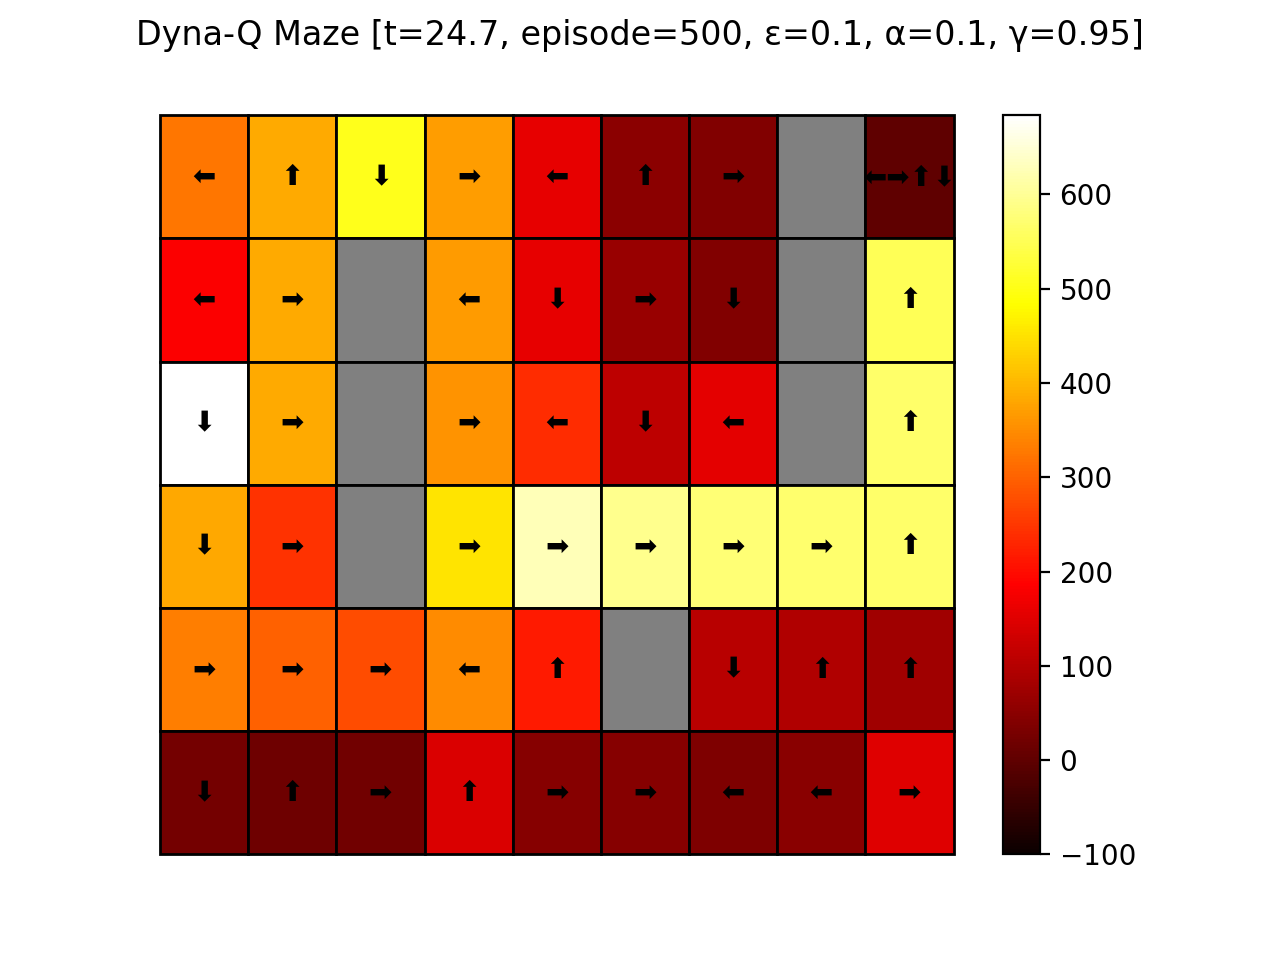 Dyna-Q Maze [t=24.7, episode=500, ε=0.1, α=0.1, γ=0.95]
⬅ ⬆ ⬇ ➡ ⬅ ⬆ ➡ ⬅➡⬆⬇
⬅ ➡ ⬅ ⬇ ➡ ⬇ ⬆
⬇ ➡ ➡ ⬅ ⬇ ⬅ ⬆
⬇ ➡ ➡ ➡ ➡ ➡ ➡ ⬆
➡ ➡ ➡ ⬅ ⬆ ⬇ ⬆ ⬆
⬇ ⬆ ➡ ⬆ ➡ ➡ ⬅ ⬅ ➡
600
500
400
300
200
100
0
−100